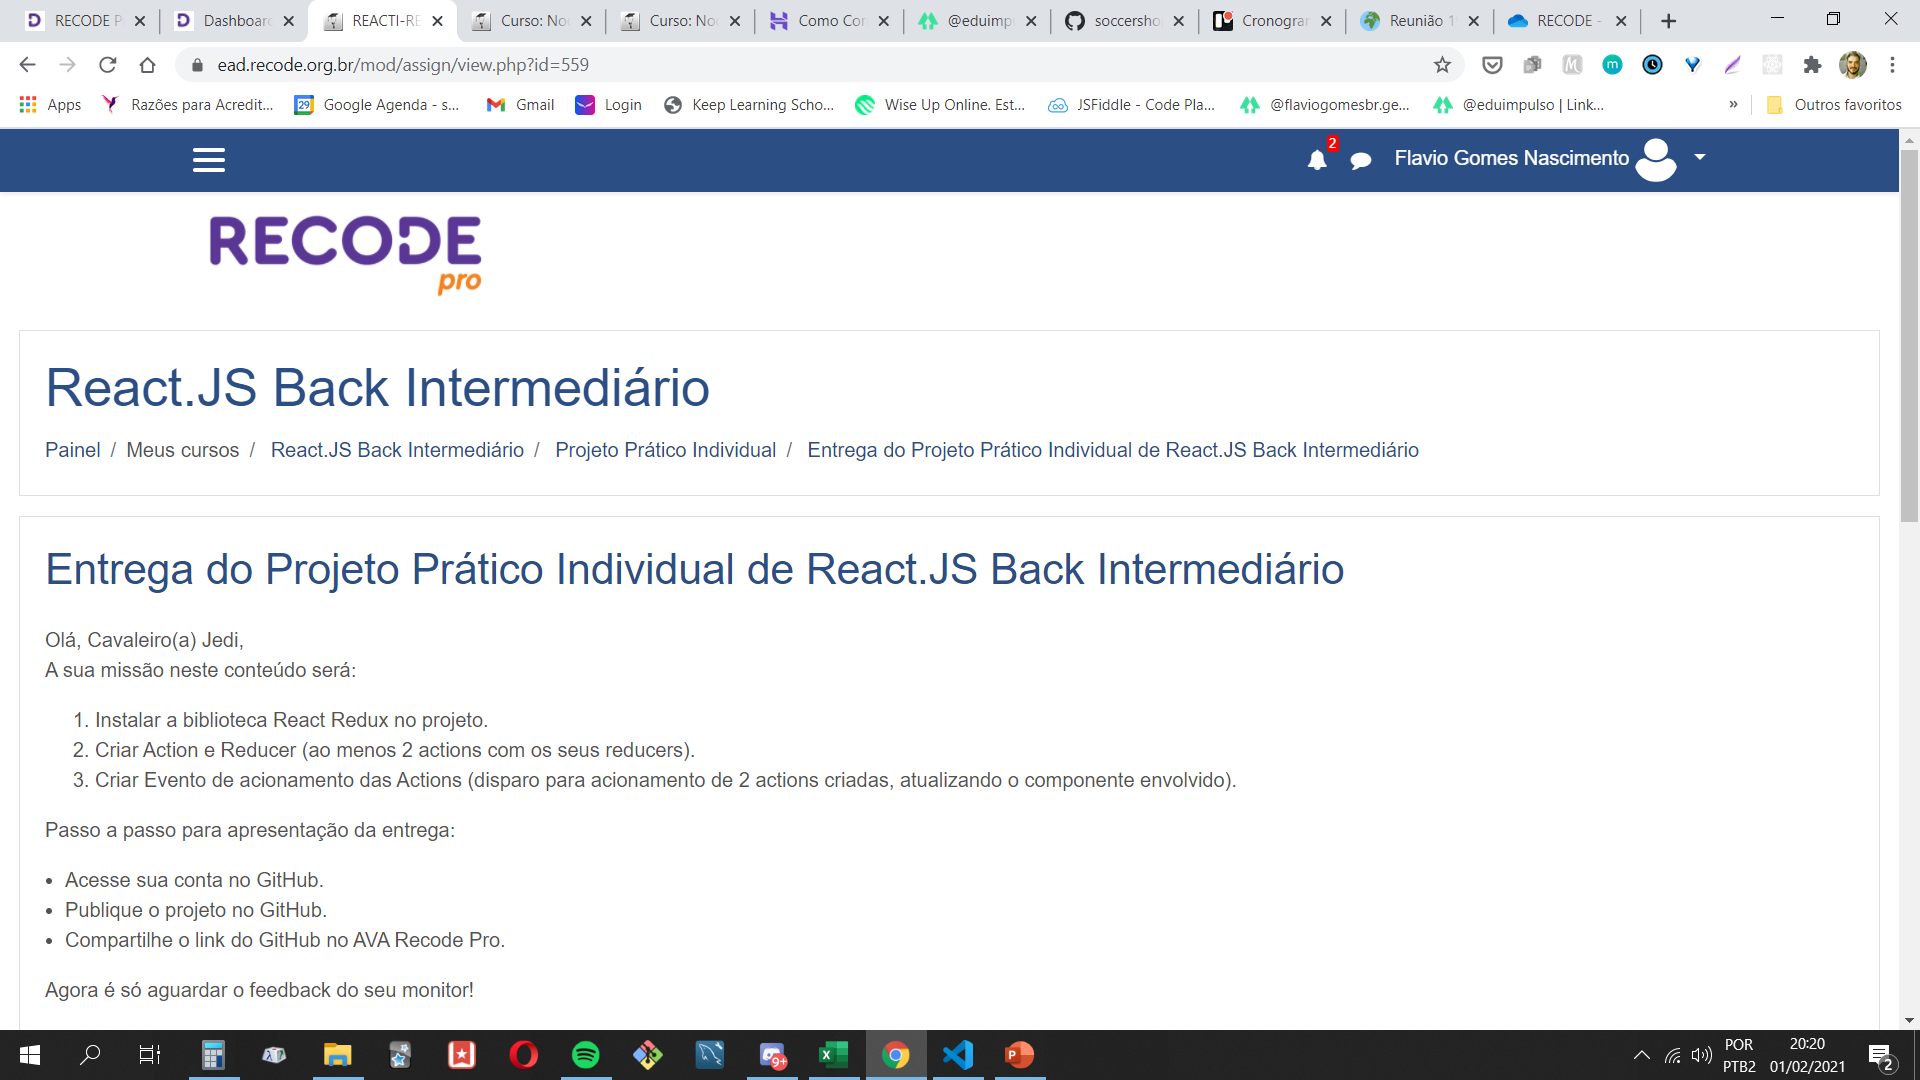 RECODE P
Dashboard
REACTI-RE
Curso: No
Curso: No
Como Co
@eduimp
soccersho
Cronogra
Reunião 1
RECODE -
ead.recode.org.br/mod/assign/view.php?id=559
Apps
Razões para Acredit...
Google Agenda - s...
Gmail
Login
Keep Learning Scho...
Wise Up Online. Est...
JSFiddle - Code Pla...
@flaviogomesbr.ge...
@eduimpulso | Link...
»
Outros favoritos
2
Flavio Gomes Nascimento
RECODE
pro
React.JS Back Intermediário
Painel / Meus cursos / React.JS Back Intermediário / Projeto Prático Individual / Entrega do Projeto Prático Individual de React.JS Back Intermediário
Entrega do Projeto Prático Individual de React.JS Back Intermediário
Olá, Cavaleiro(a) Jedi,
A sua missão neste conteúdo será:
1. Instalar a biblioteca React Redux no projeto.
2. Criar Action e Reducer (ao menos 2 actions com os seus reducers).
3. Criar Evento de acionamento das Actions (disparo para acionamento de 2 actions criadas, atualizando o componente envolvido).
Passo a passo para apresentação da entrega:
• Acesse sua conta no GitHub.
• Publique o projeto no GitHub.
• Compartilhe o link do GitHub no AVA Recode Pro.
Agora é só aguardar o feedback do seu monitor!
9+
POR
PTB2
20:20
01/02/2021
2